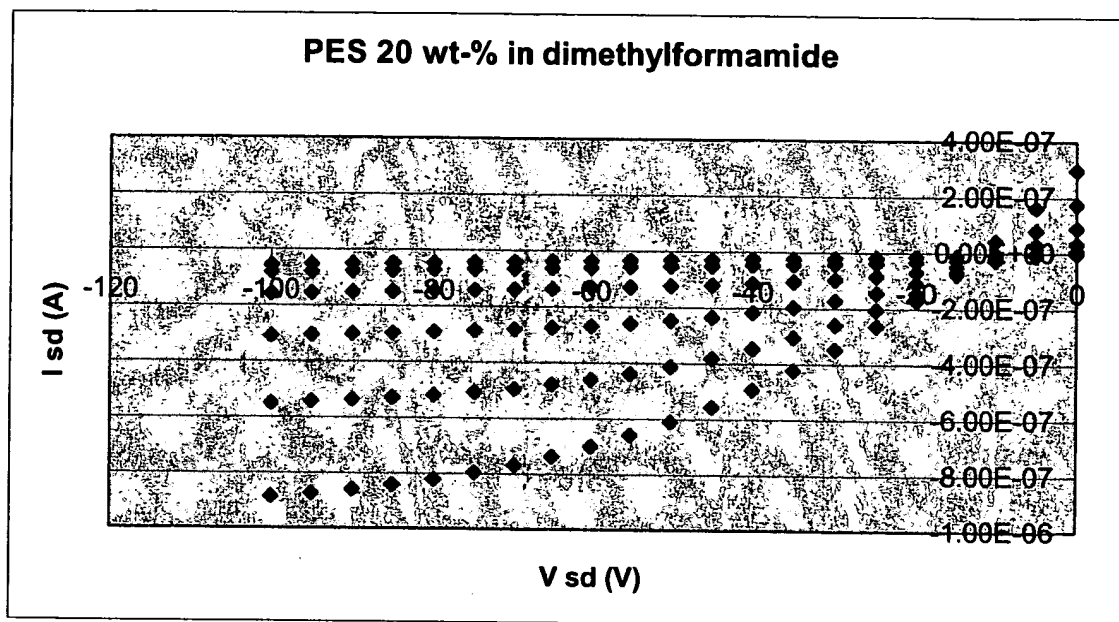 PES 20 wt-% in dimethylformamide
4.00E-07
2.00E-07
0.00E+00
-120 -100 -80 -60 -40 -20 0
-2.00E-07
-4.00E-07
-6.00E-07
-8.00E-07
-1.00E-06
I sd (A)
V sd (V)